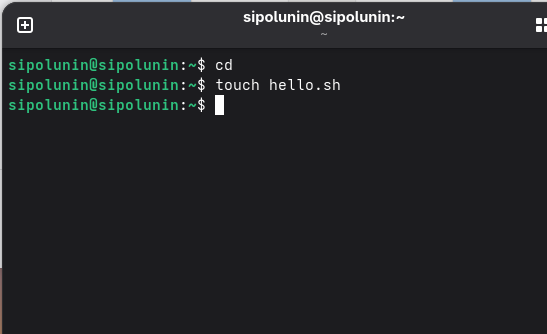 sipolunin@sipolunin:~
~
sipolunin@sipolunin:~$ cd
sipolunin@sipolunin:~$ touch hello.sh
sipolunin@sipolunin:~$